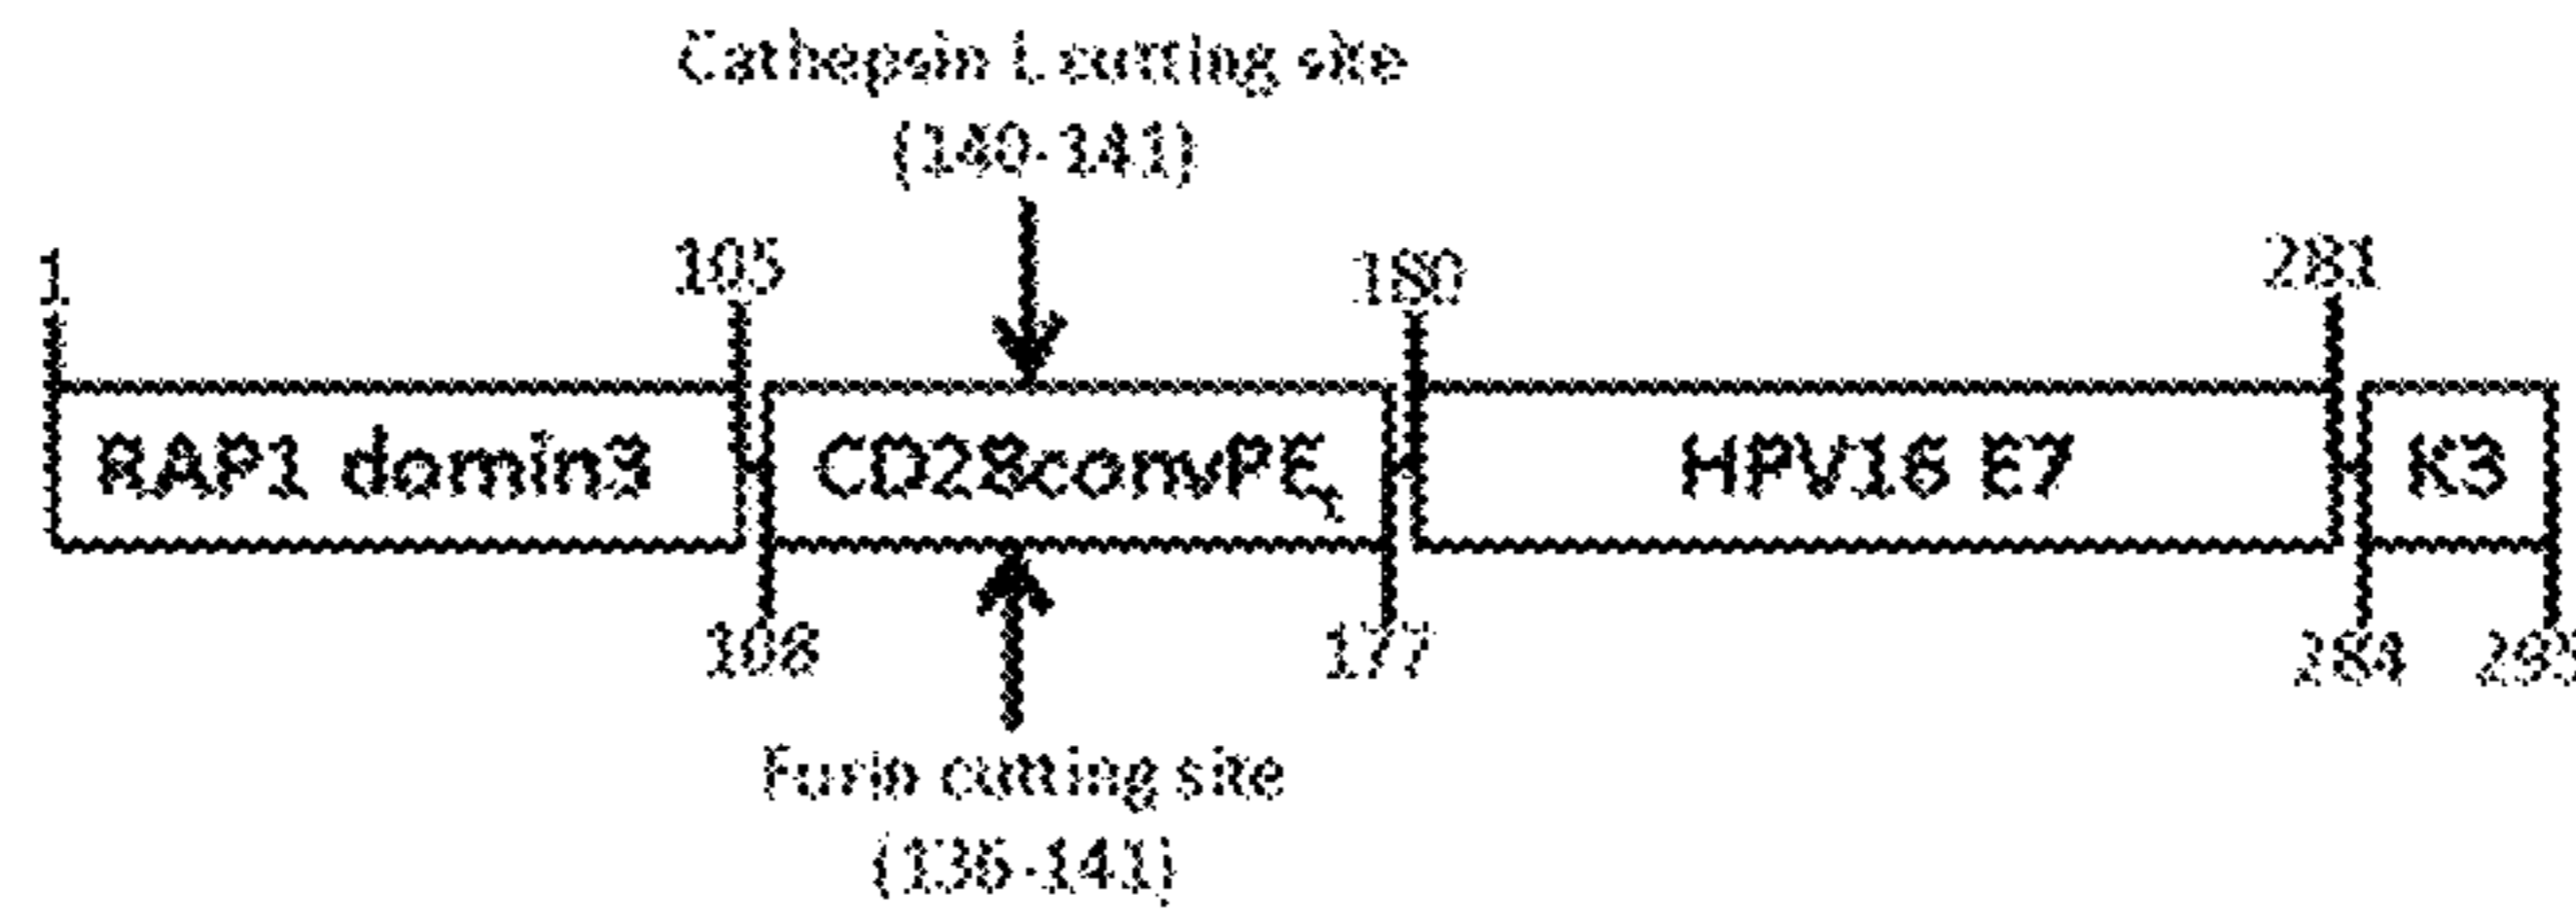 Cathepsin L cutting site
(140-141)
1
105
180
281
RAP1 domin3
CD28convPEt
HPV16 E7
K3
108
177
284
Furin cutting site
(136-141)